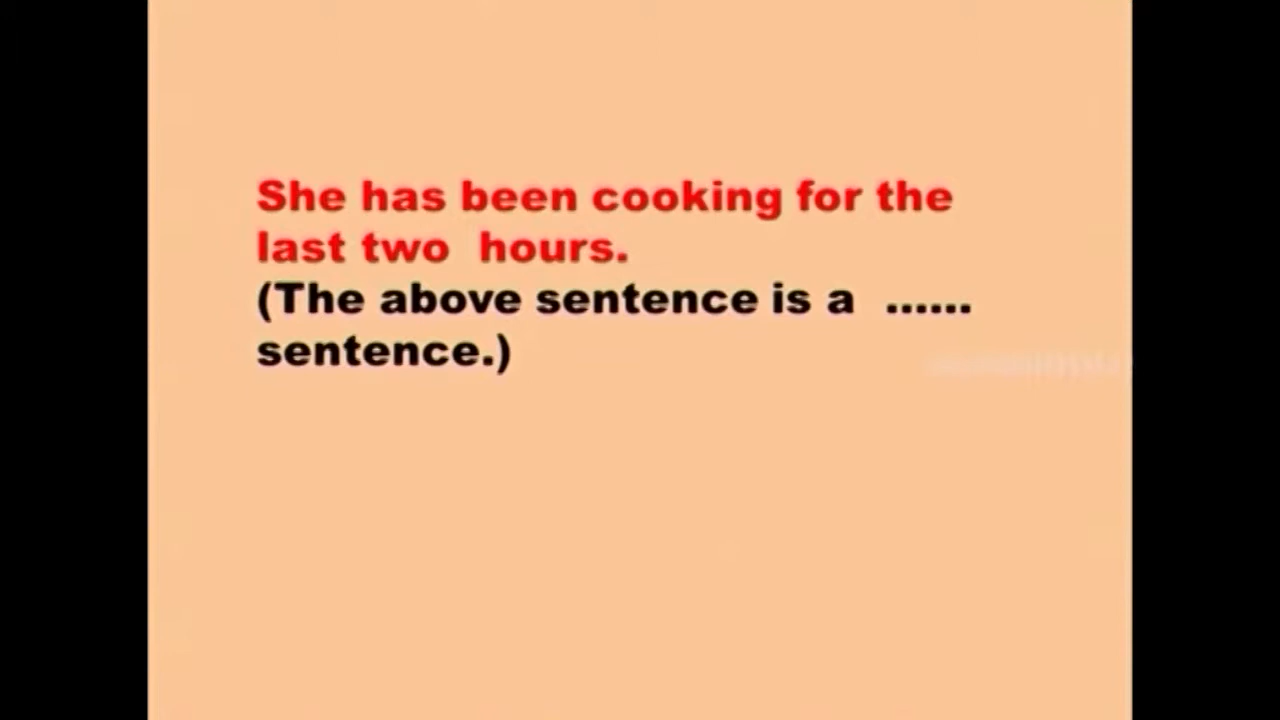 She has been cooking for the
last two hours.
(The above sentence is a ......
sentence.)